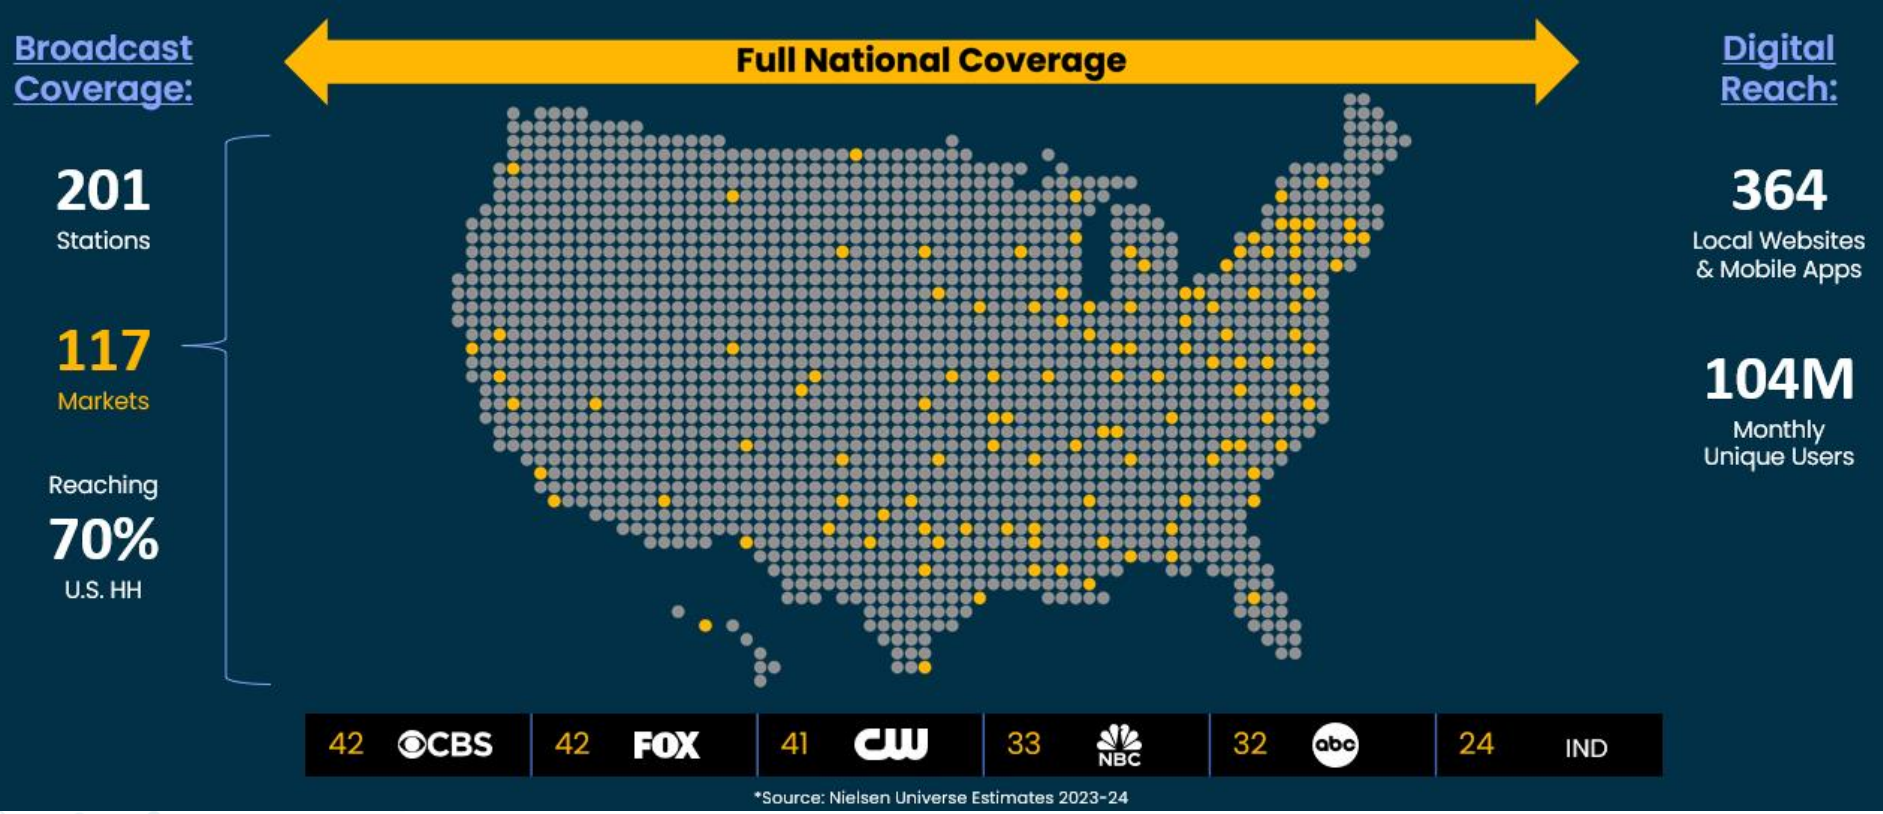 Full National Coverage
Broadcast
Coverage:
201
Stations
117
Markets
Reaching
70%
U.S. HH
Digital
Reach:
364
Local Websites
& Mobile Apps
104M
Monthly
Unique Users
42 CBS
42 FOX
41 CW
33 NBC
32 abc
24 IND
*Source: Nielsen Universe Estimates 2023-24